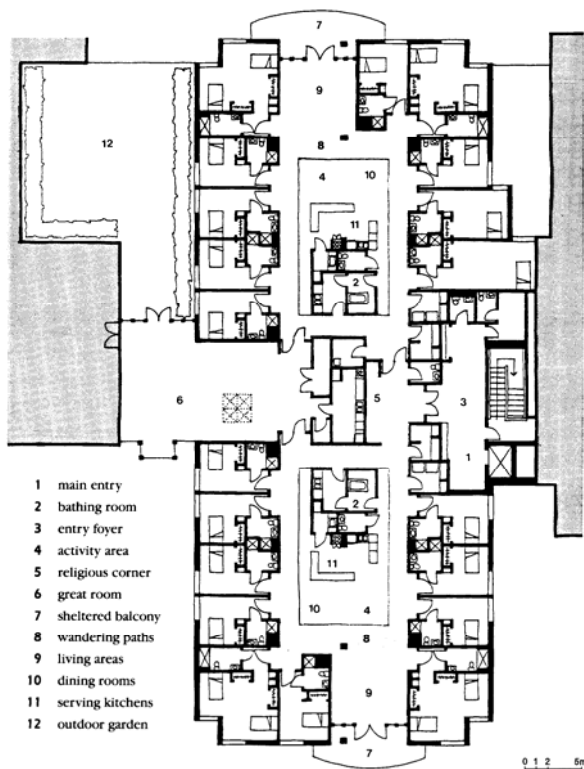 7
9
8
12
4 10
11
2
6
5
3
1
2
11
10 4
8
9
7
1 main entry
2 bathing room
3 entry foyer
4 activity area
5 religious corner
6 great room
7 sheltered balcony
8 wandering paths
9 living areas
10 dining rooms
11 serving kitchens
12 outdoor garden
0 1 2